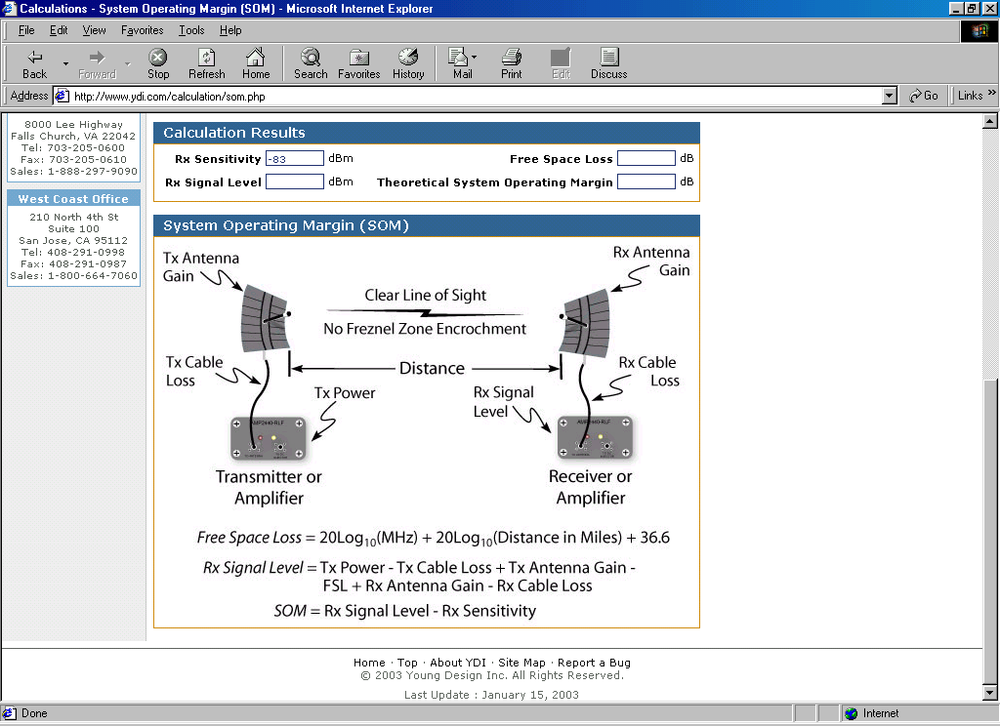 Calculations - System Operating Margin (SOM) - Microsoft Internet Explorer
File Edit View Favorites Tools Help
Back Forward Stop Refresh Home Search Favorites History Mail Print Edit Discuss
Address http://www.ydi.com/calculation/som.php Go Links »
8000 Lee Highway
Falls Church, VA 22042
Tel: 703-205-0600
Fax: 703-205-0610
Sales: 1-888-297-9090
West Coast Office
210 North 4th St
Suite 100
San Jose, CA 95112
Tel: 408-291-0998
Fax: 408-291-0987
Sales: 1-800-664-7060
Calculation Results
Rx Sensitivity -83 dBm Free Space Loss dB
Rx Signal Level dBm Theoretical System Operating Margin dB
System Operating Margin (SOM)
Tx Antenna
Gain
Rx Antenna
Gain
Clear Line of Sight
No Freznel Zone Encrochment
Tx Cable
Loss
Distance
Rx Cable
Loss
Tx Power
Rx Signal
Level
AMP2440-RLF
AMP2440-RLF
Transmitter or
Amplifier
Receiver or
Amplifier
Free Space Loss = 20Log10(MHz) + 20Log10(Distance in Miles) + 36.6
Rx Signal Level = Tx Power - Tx Cable Loss + Tx Antenna Gain -
FSL + Rx Antenna Gain - Rx Cable Loss
SOM = Rx Signal Level - Rx Sensitivity
Home · Top · About YDI · Site Map · Report a Bug
© 2003 Young Design Inc. All Rights Reserved.
Last Update : January 15, 2003
Done Internet